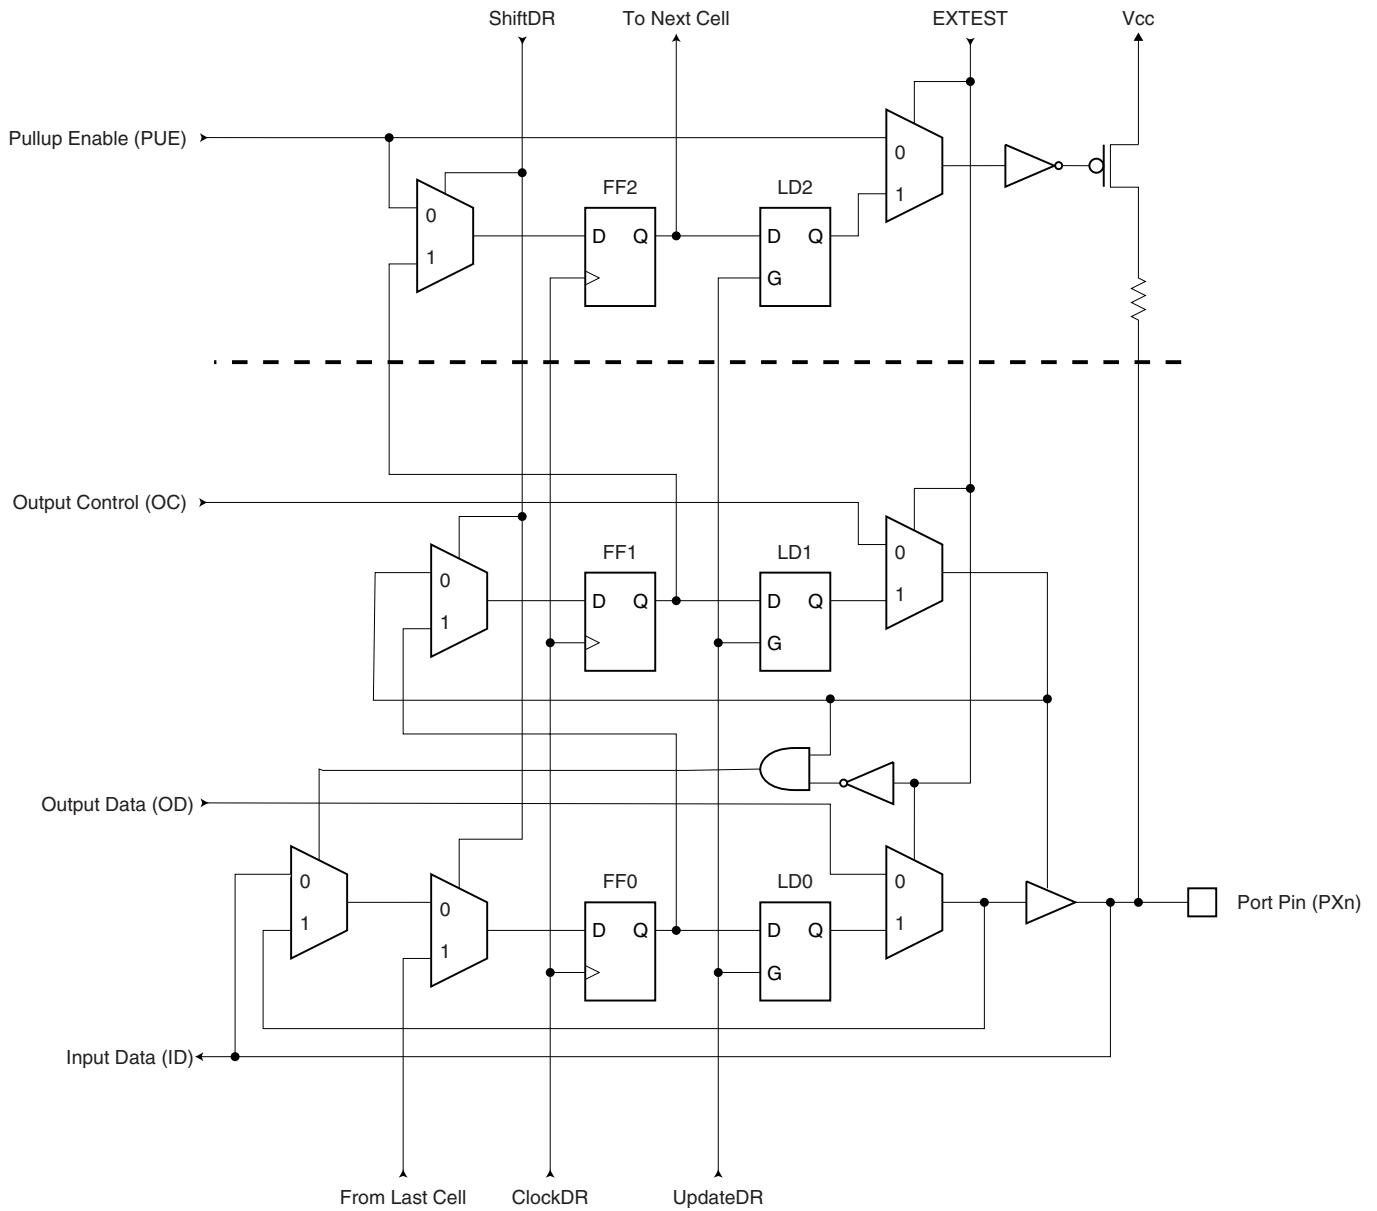 ShiftDR To Next Cell EXTEST Vcc
Pullup Enable (PUE)
0
1
FF2
D Q
LD2
D Q
G
0
1
Output Control (OC)
0
1
FF1
D Q
LD1
D Q
G
0
1
Output Data (OD)
0
1
0
1
FF0
D Q
LD0
D Q
G
0
1
Port Pin (PXn)
Input Data (ID)
From Last Cell ClockDR UpdateDR